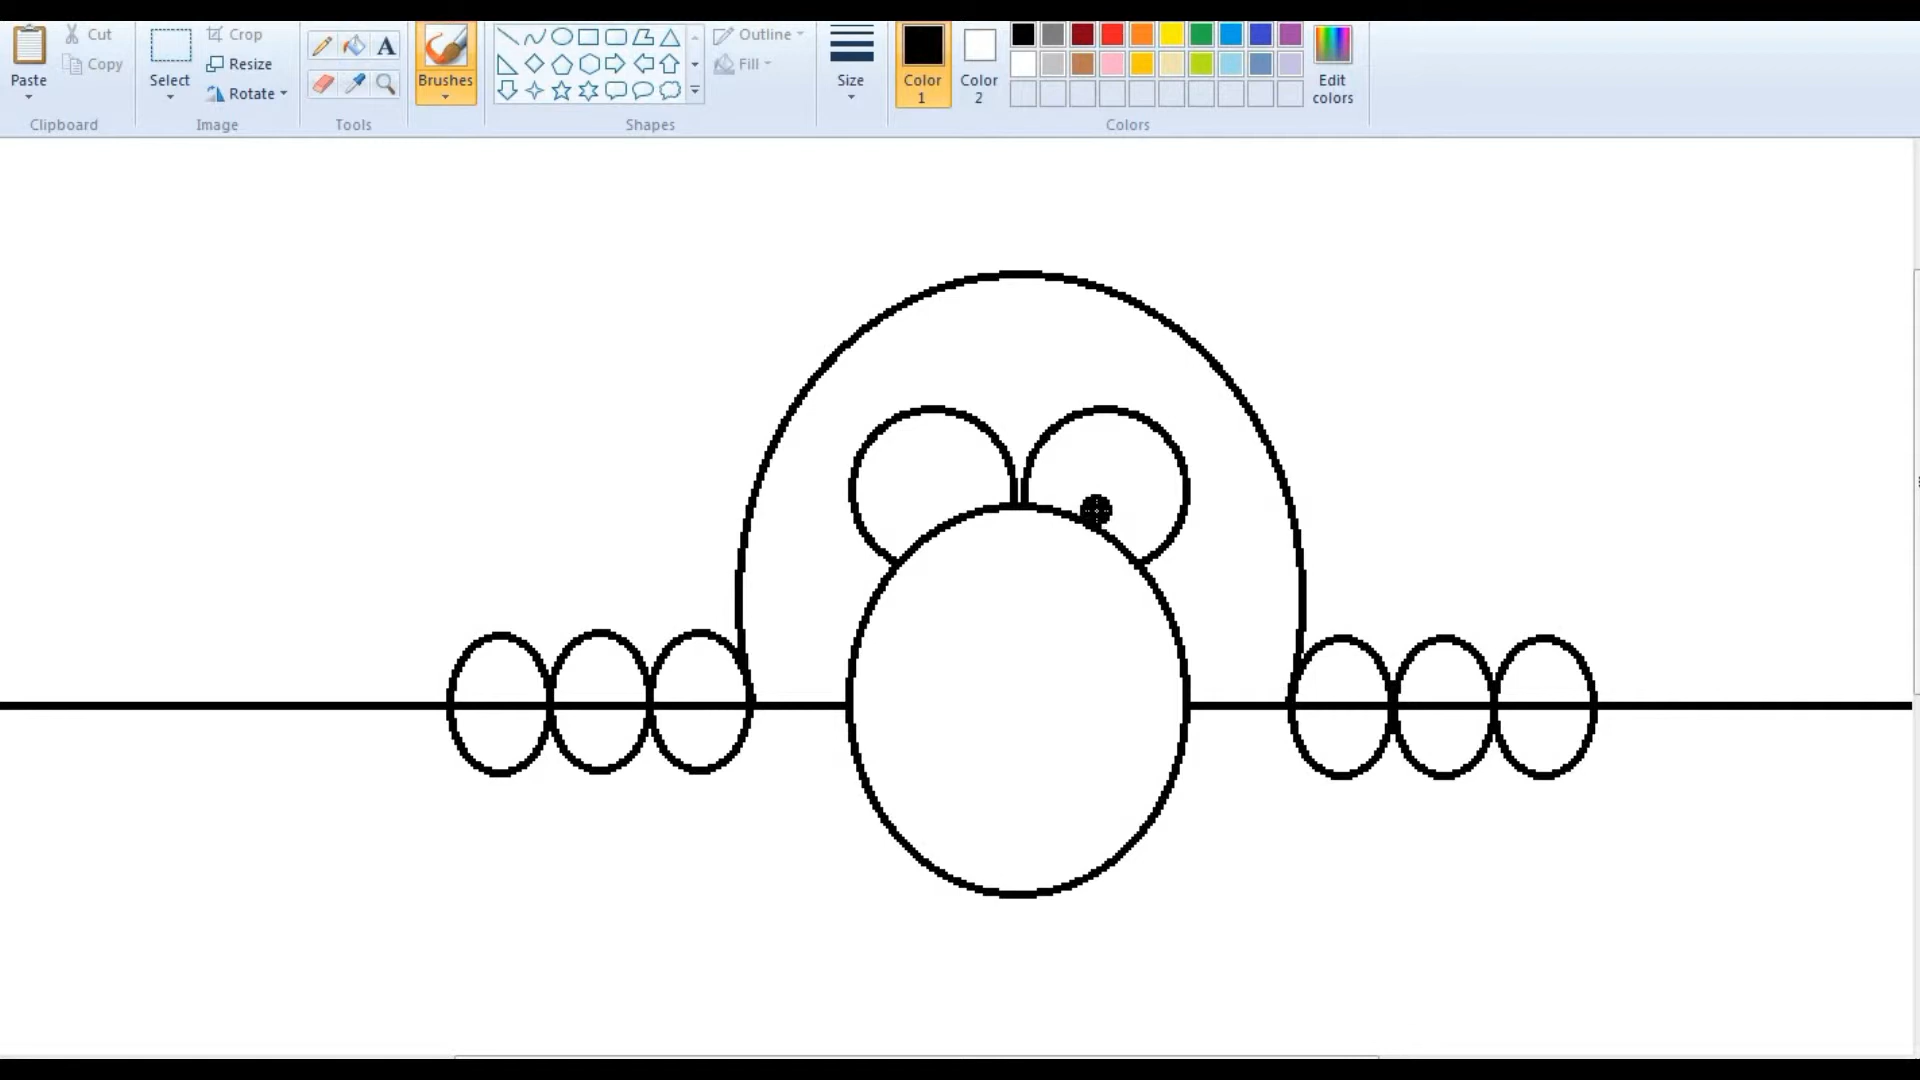 Paste
Clipboard
Cut
Copy
Select
Crop
Resize
Rotate
Image
A
Tools
Brushes
Shapes
Outline
Fill
Size
Color
1
Color
2
Colors
Edit
colors